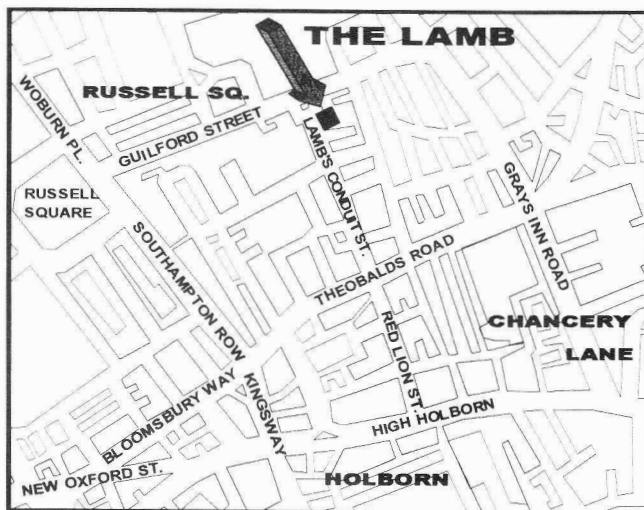 THE LAMB
RUSSELL SQ.
WOBURN PL.
GUILFORD STREET
LAMB'S CONDUIT ST.
RUSSELL
SQUARE
GRAYS INN ROAD
SOUTHAMPTON ROW
THEOBALDS ROAD
CHANCERY
LANE
RED LION ST.
BLOOMSBURY WAY
KINGSWAY
HIGH HOLBORN
NEW OXFORD ST.
HOLBORN